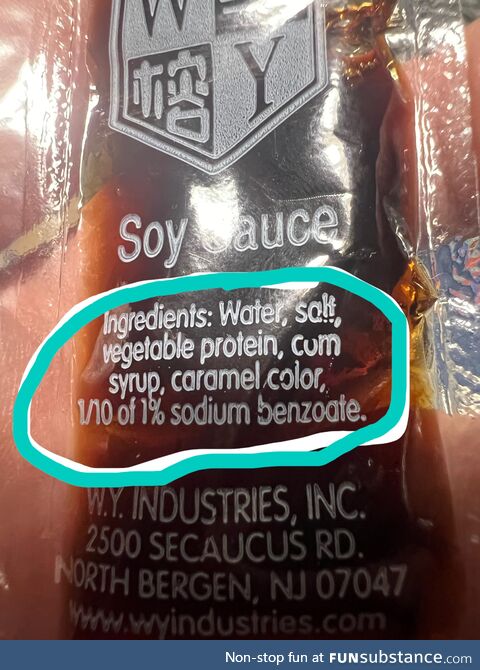 W Y
榕 Y
Soy Sauce
Ingredients: Water, salt,
vegetable protein, corn
syrup, caramel color,
1/10 of 1% sodium benzoate.
W.Y. INDUSTRIES, INC.
2500 SECAUCUS RD.
NORTH BERGEN, NJ 07047
www.wyindustries.com
Non-stop fun at FUNsubstance.com